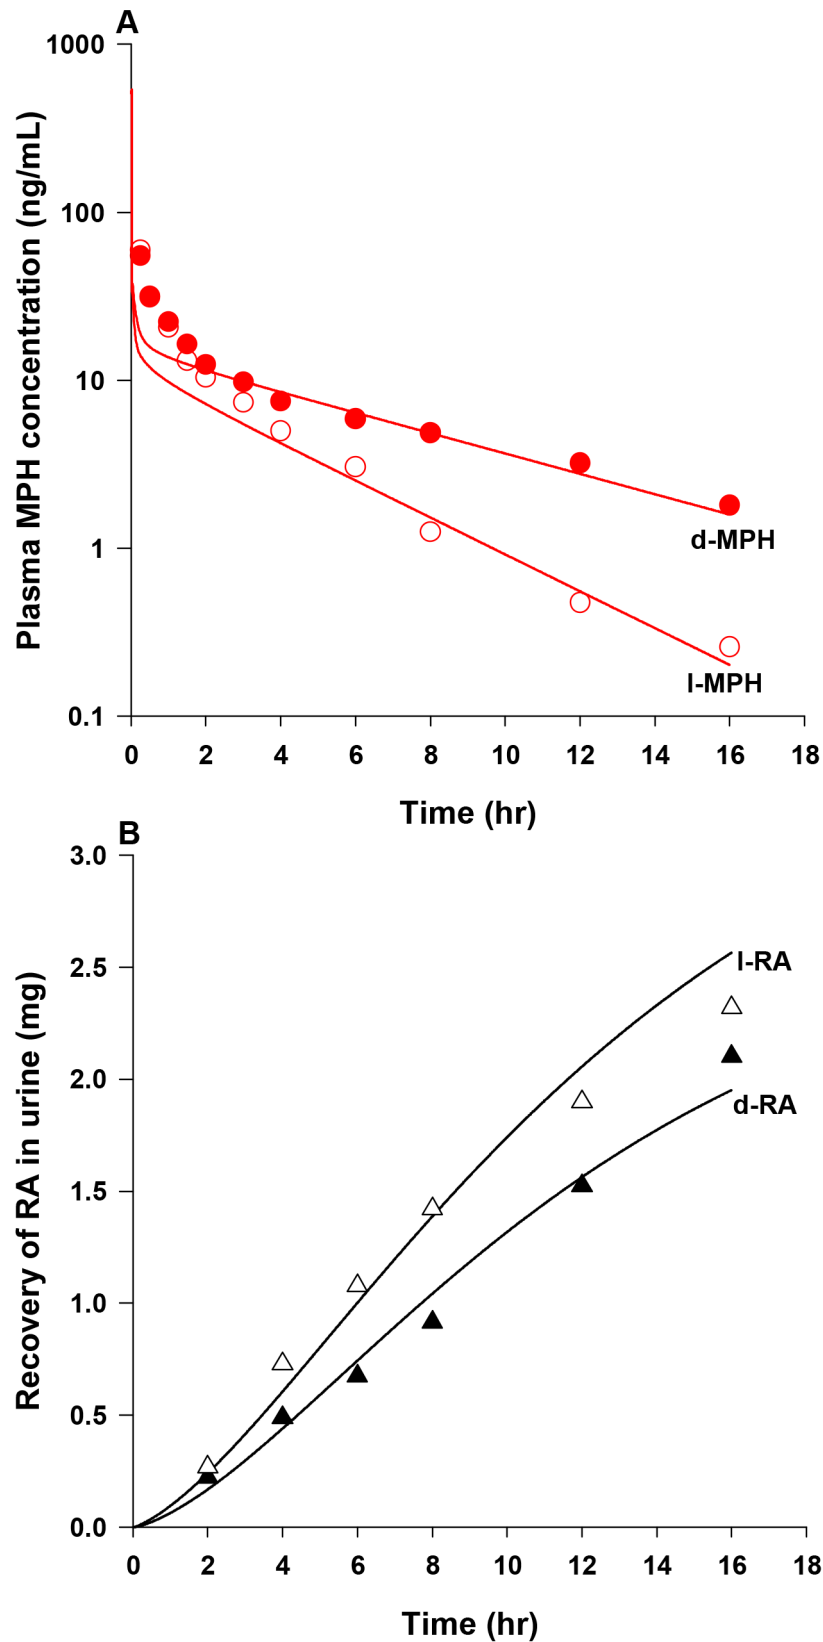 A
1000
100
10
1
0.1
Plasma MPH concentration (ng/mL)
d-MPH
l-MPH
0 2 4 6 8 10 12 14 16 18
Time (hr)
B
3.0
2.5
2.0
1.5
1.0
0.5
0.0
Recovery of RA in urine (mg)
l-RA
d-RA
0 2 4 6 8 10 12 14 16 18
Time (hr)